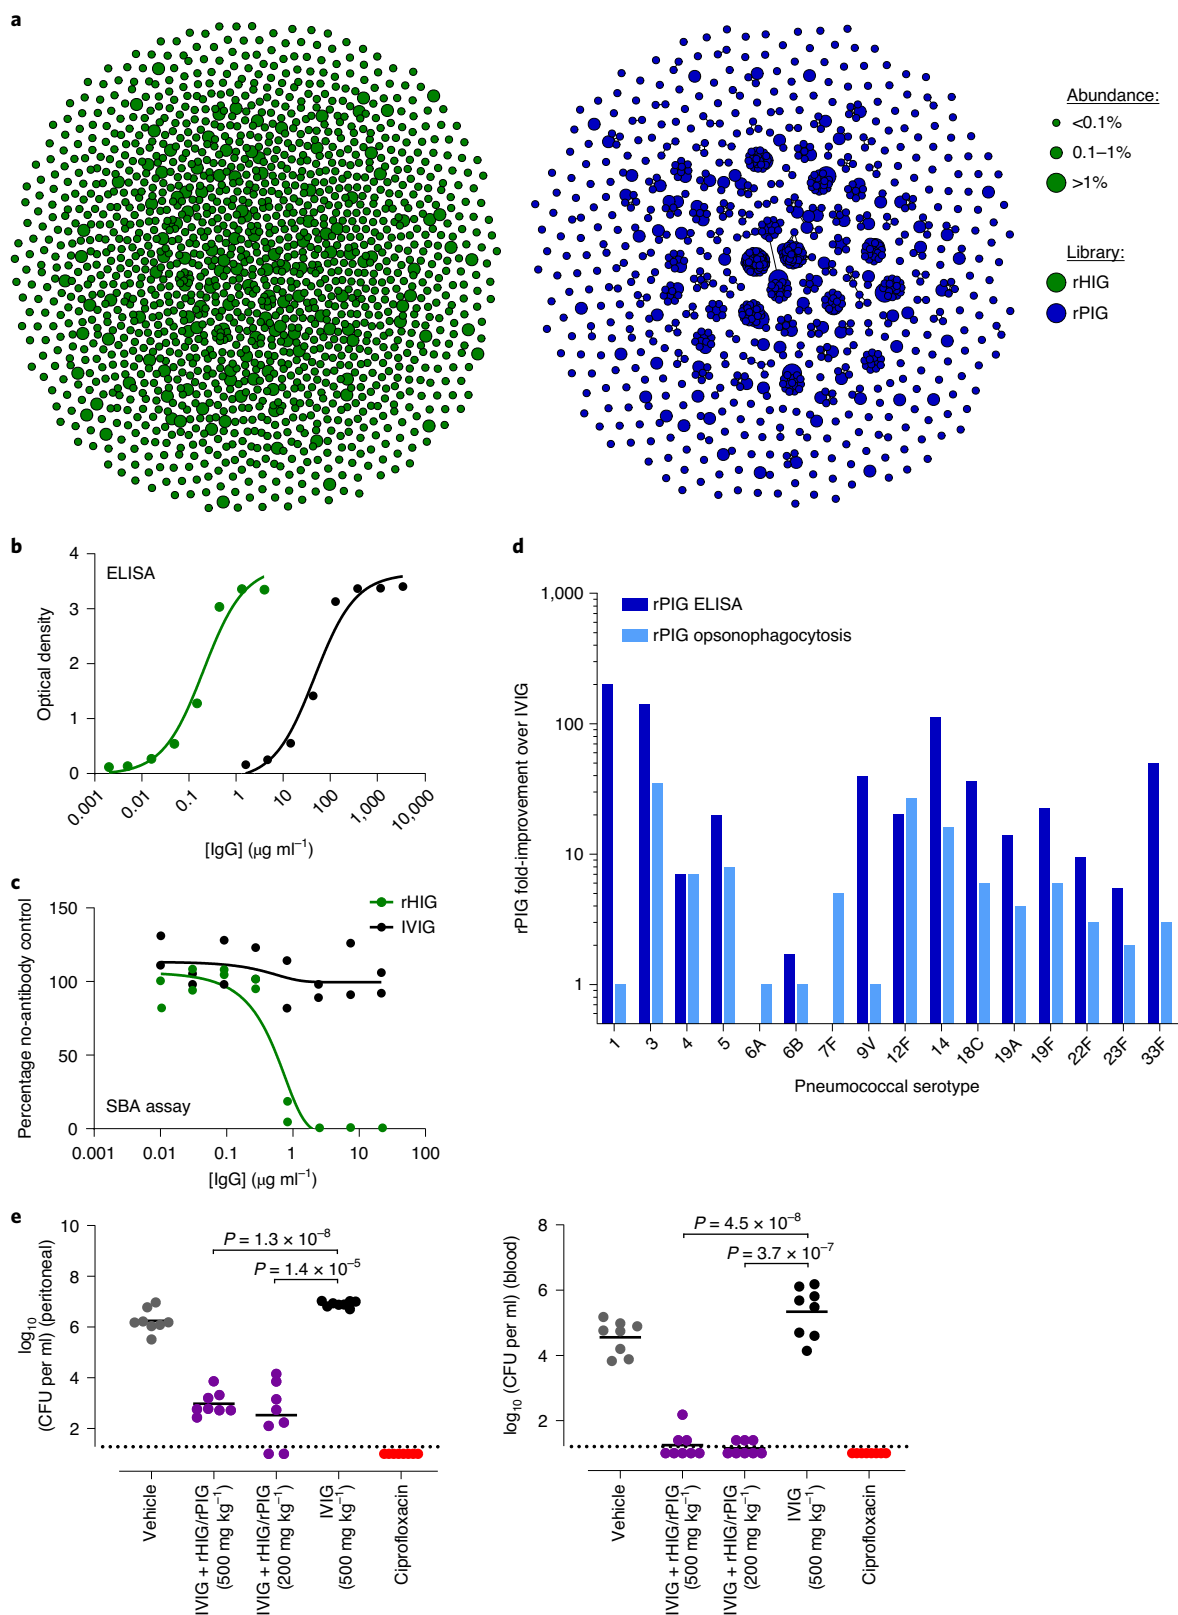 a
Abundance:
<0.1%
0.1–1%
>1%
Library:
rHIG
rPIG
b
ELISA
Optical density
4
3
2
1
0
0.001
0.01
0.1
1
10
100
1,000
10,000
[IgG] (µg ml⁻¹)
c
rHIG
IVIG
Percentage no-antibody control
150
100
50
0
SBA assay
0.001
0.01
0.1
1
10
100
[IgG] (µg ml⁻¹)
d
rPIG ELISA
rPIG opsonophagocytosis
rPIG fold-improvement over IVIG
1,000
100
10
1
1
3
4
5
6A
6B
7F
9V
12F
14
18C
19A
19F
22F
23F
33F
Pneumococcal serotype
e
log₁₀
(CFU per ml) (peritoneal)
10
8
6
4
2
P = 1.3 × 10⁻⁸
P = 1.4 × 10⁻⁵
Vehicle
IVIG + rHIG/rPIG
(500 mg kg⁻¹)
IVIG + rHIG/rPIG
(200 mg kg⁻¹)
IVIG
(500 mg kg⁻¹)
Ciprofloxacin
log₁₀ (CFU per ml) (blood)
8
6
4
2
P = 4.5 × 10⁻⁸
P = 3.7 × 10⁻⁷
Vehicle
IVIG + rHIG/rPIG
(500 mg kg⁻¹)
IVIG + rHIG/rPIG
(200 mg kg⁻¹)
IVIG
(500 mg kg⁻¹)
Ciprofloxacin